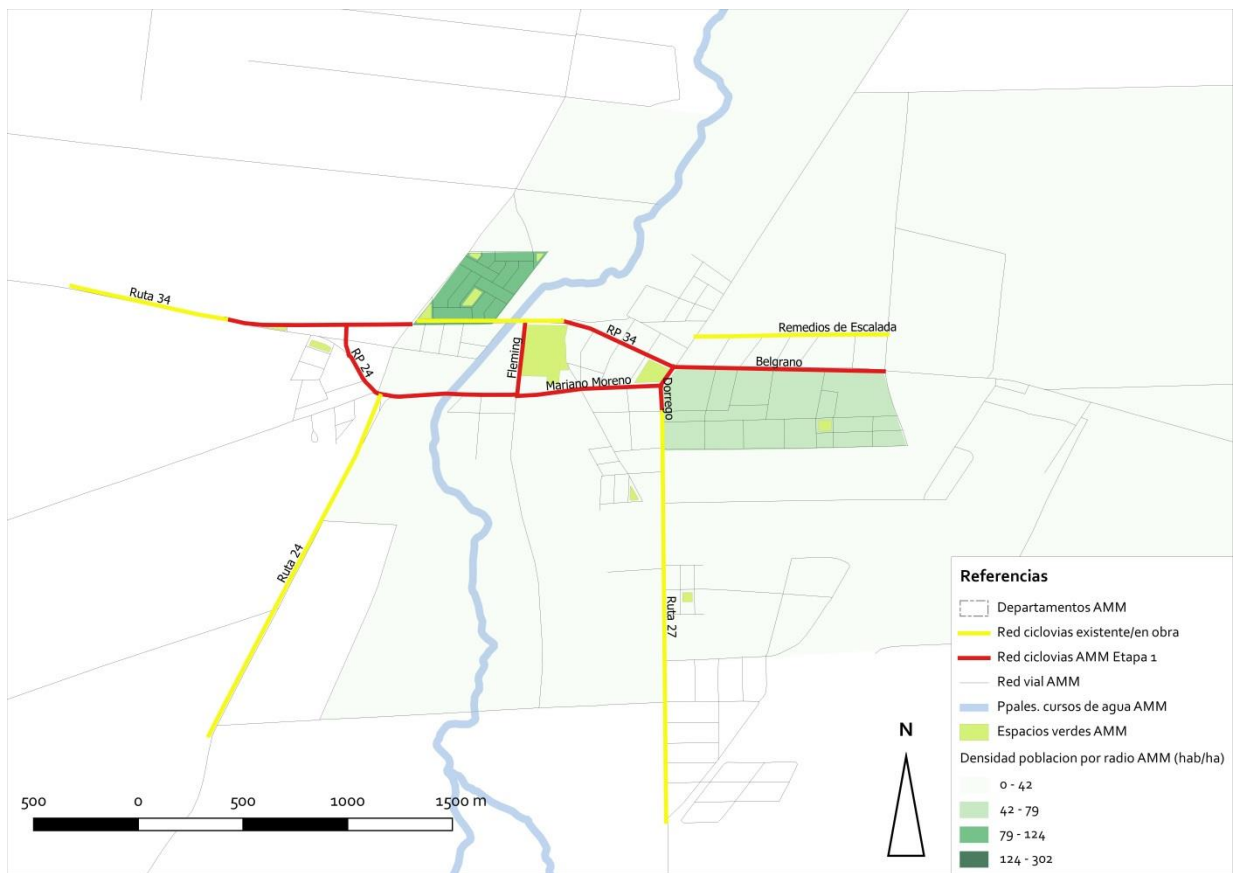 Ruta 34
RP 24
Fleming
RP 34
Remedios de Escalada
Belgrano
Mariano Moreno
Dorrego
Ruta 24
Ruta 27
Referencias
Departamentos AMM
Red ciclovias existente/en obra
Red ciclovias AMM Etapa 1
Red vial AMM
Ppales. cursos de agua AMM
Espacios verdes AMM
Densidad poblacion por radio AMM (hab/ha)
0 - 42
42 - 79
79 - 124
124 - 302
N
500 0 500 1000 1500 m